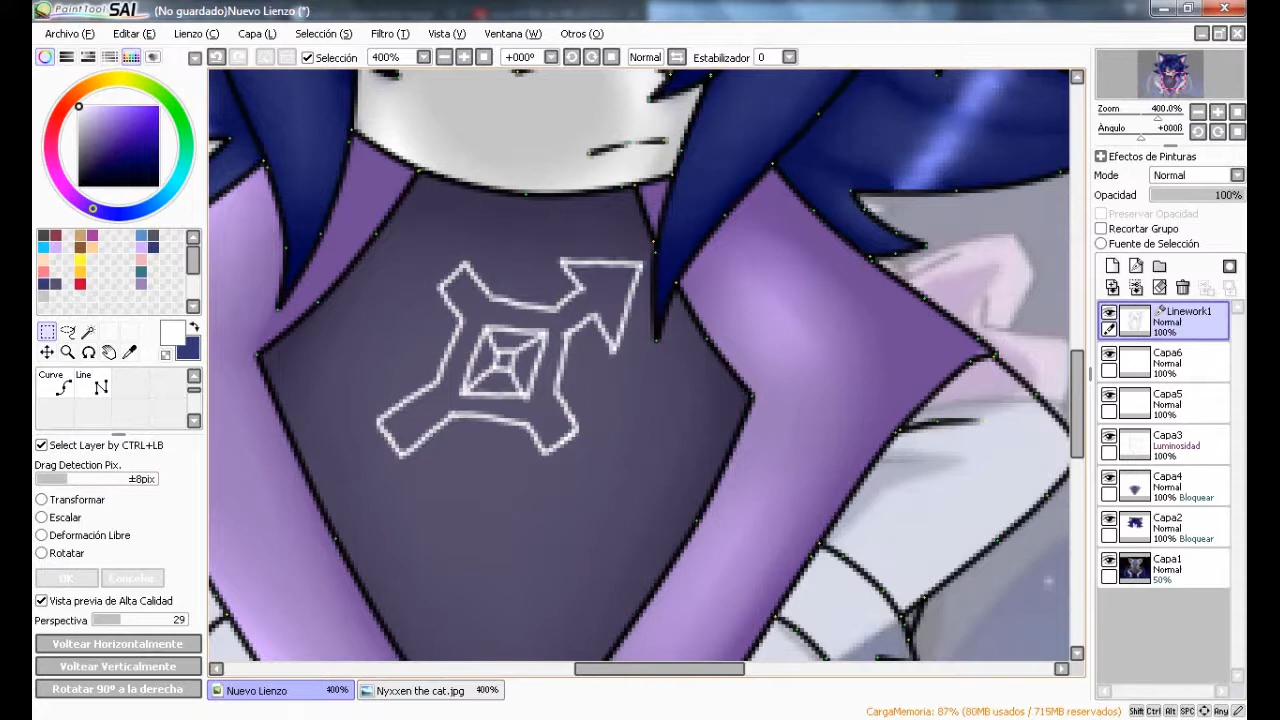 PaintTool SAI (No guardado)Nuevo Lienzo (*)
Archivo (F) Editar (E) Lienzo (C) Capa (L) Selección (S) Filtro (I) Vista (V) Ventana (W) Otros (O)
Selección 400% +000º Normal Estabilizador 0
Zoom 400.0%
Ángulo +000ß
Efectos de Pinturas
Modo Normal
Opacidad 100%
Preservar Opacidad
Recortar Grupo
Fuente de Selección
Linework1
Normal
100%
Capa6
Normal
100%
Capa5
Normal
100%
Capa3
Luminosidad
100%
Capa4
Normal
100% Bloquear
Capa2
Normal
100% Bloquear
Capa1
Normal
50%
Curve Line
Select Layer by CTRL+LB
Drag Detection Pix.
±8pix
Transformar
Escalar
Deformación Libre
Rotatar
OK Cancelar
Vista previa de Alta Calidad
Perspectiva 29
Voltear Horizontalmente
Voltear Verticalmente
Rotatar 90º a la derecha
Nuevo Lienzo 400% Nyxxen the cat.jpg 400%
CargaMemoria: 87% (80MB usados / 715MB reservados) Shift Ctrl Alt SPC Any